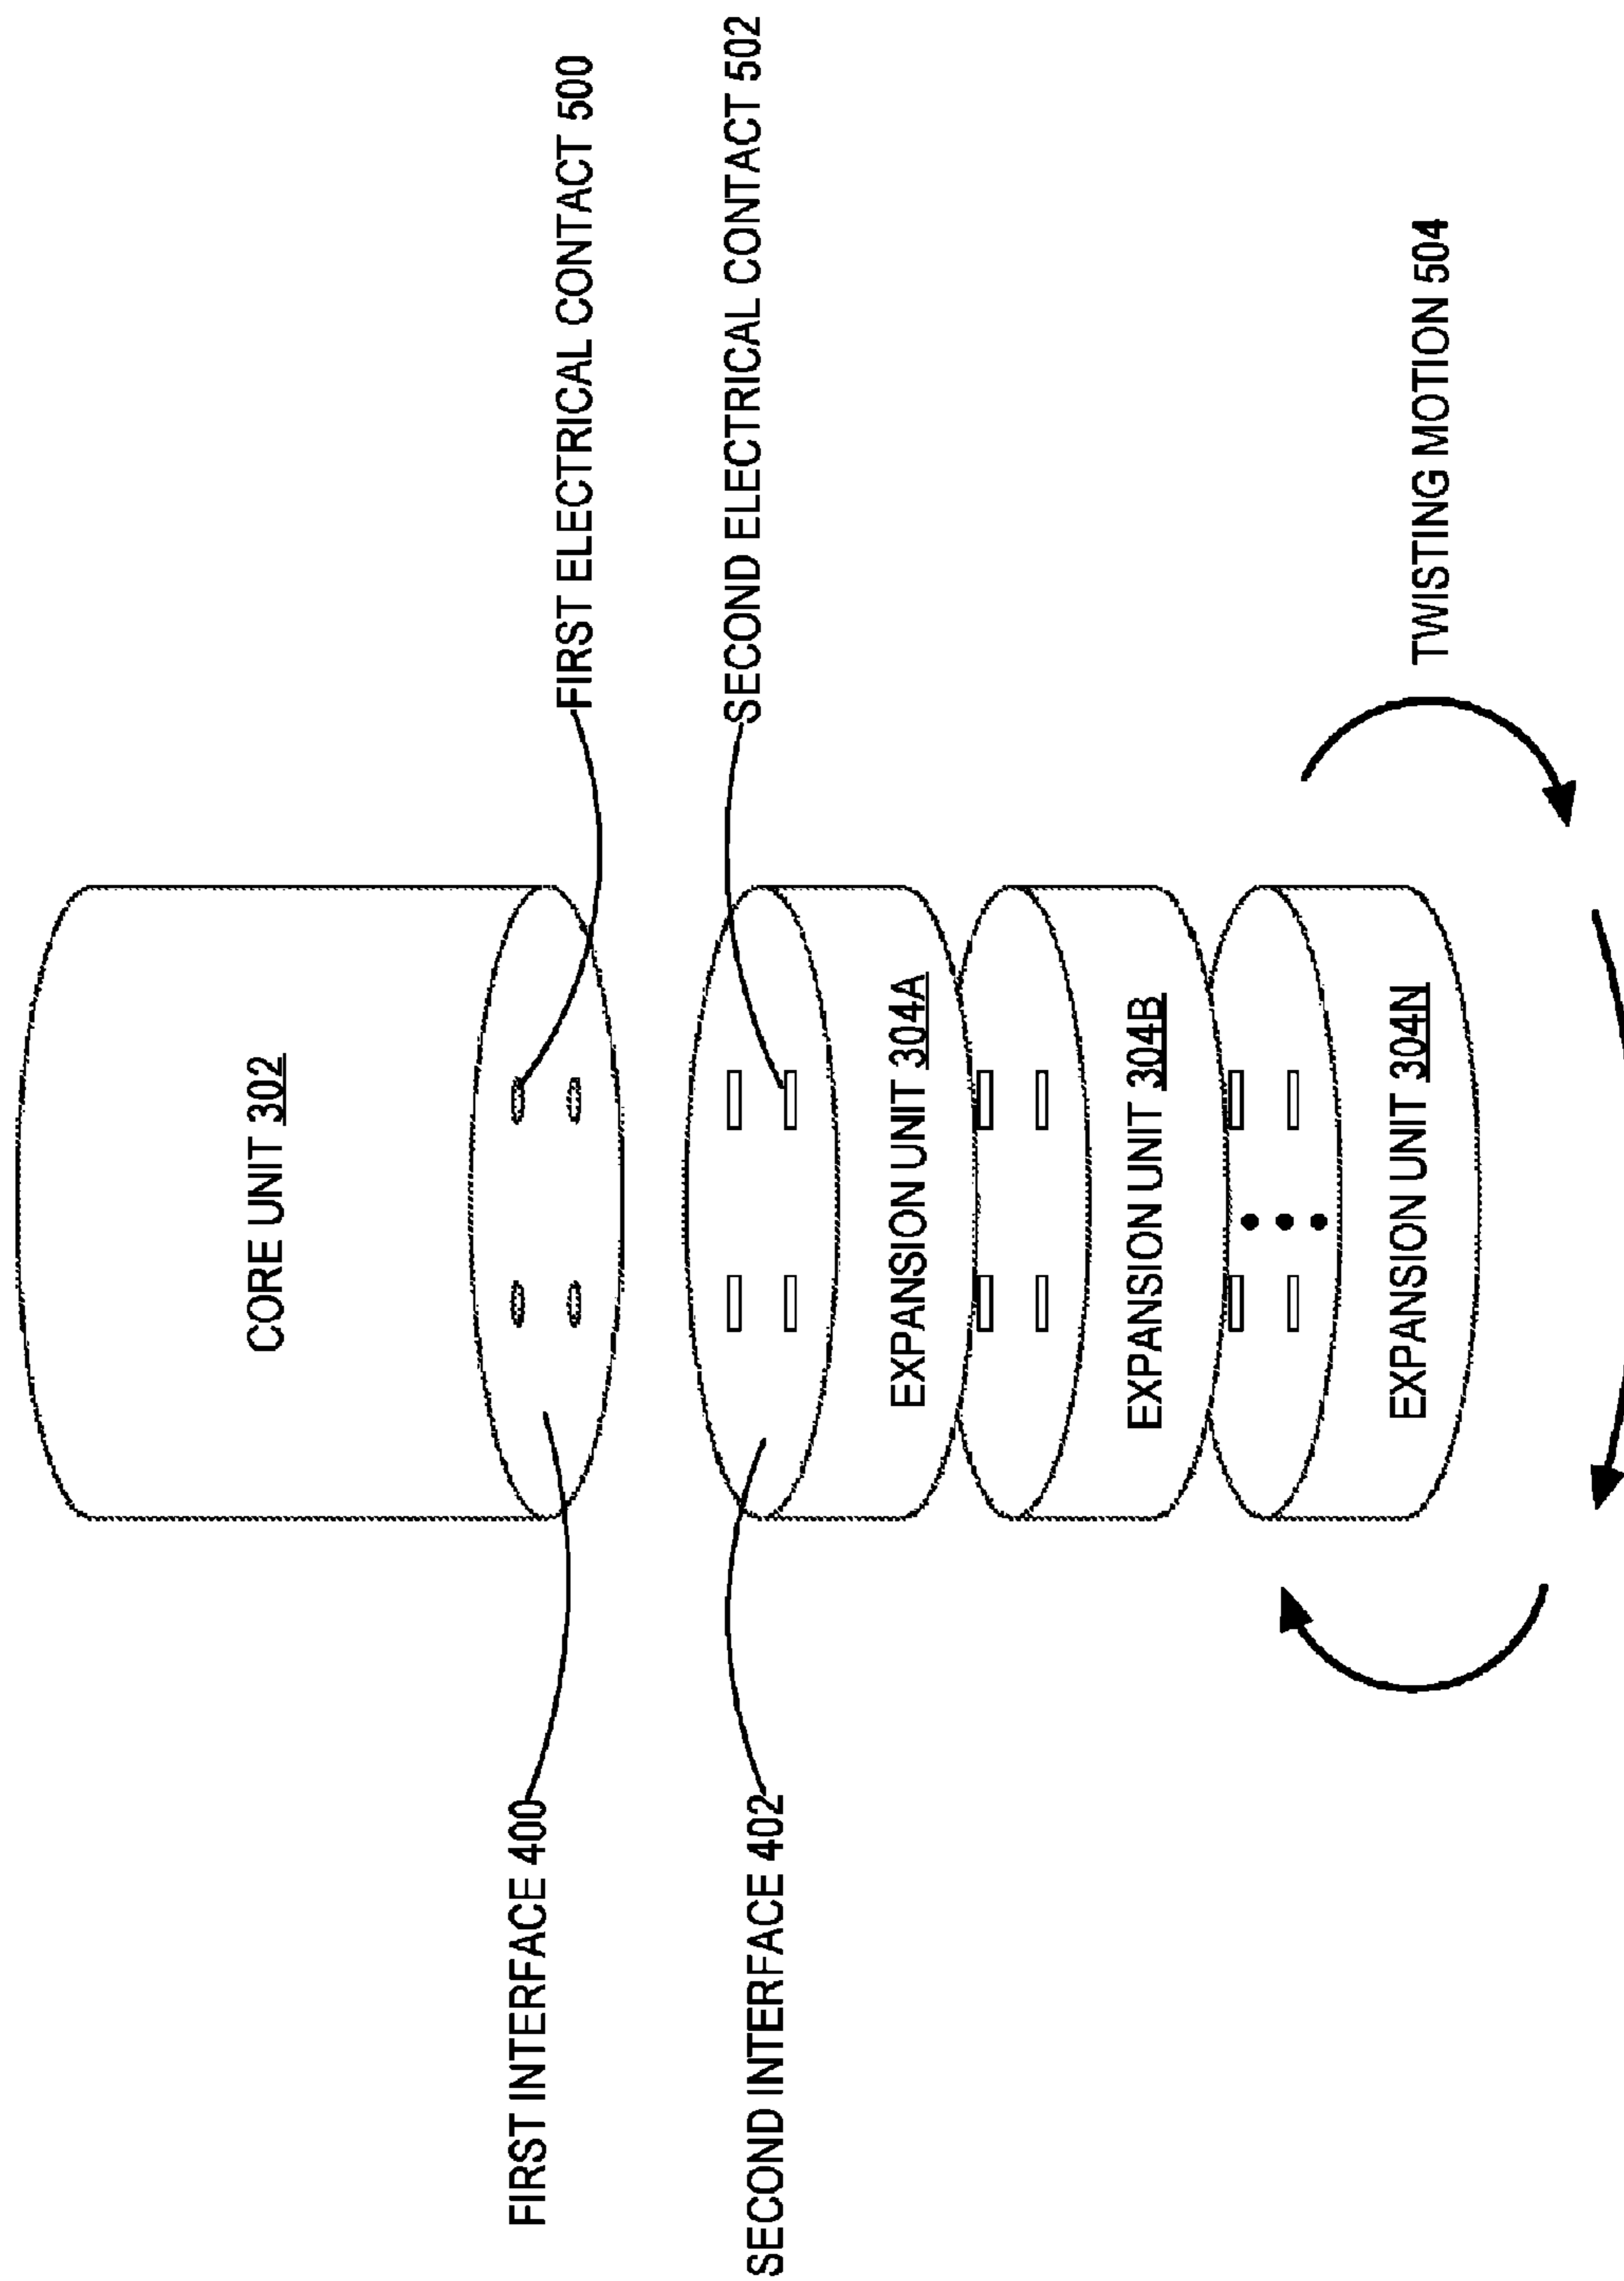 CORE UNIT 302
FIRST ELECTRICAL CONTACT 500
FIRST INTERFACE 400
SECOND ELECTRICAL CONTACT 502
SECOND INTERFACE 402
EXPANSION UNIT 304A
EXPANSION UNIT 304B
EXPANSION UNIT 304N
TWISTING MOTION 504